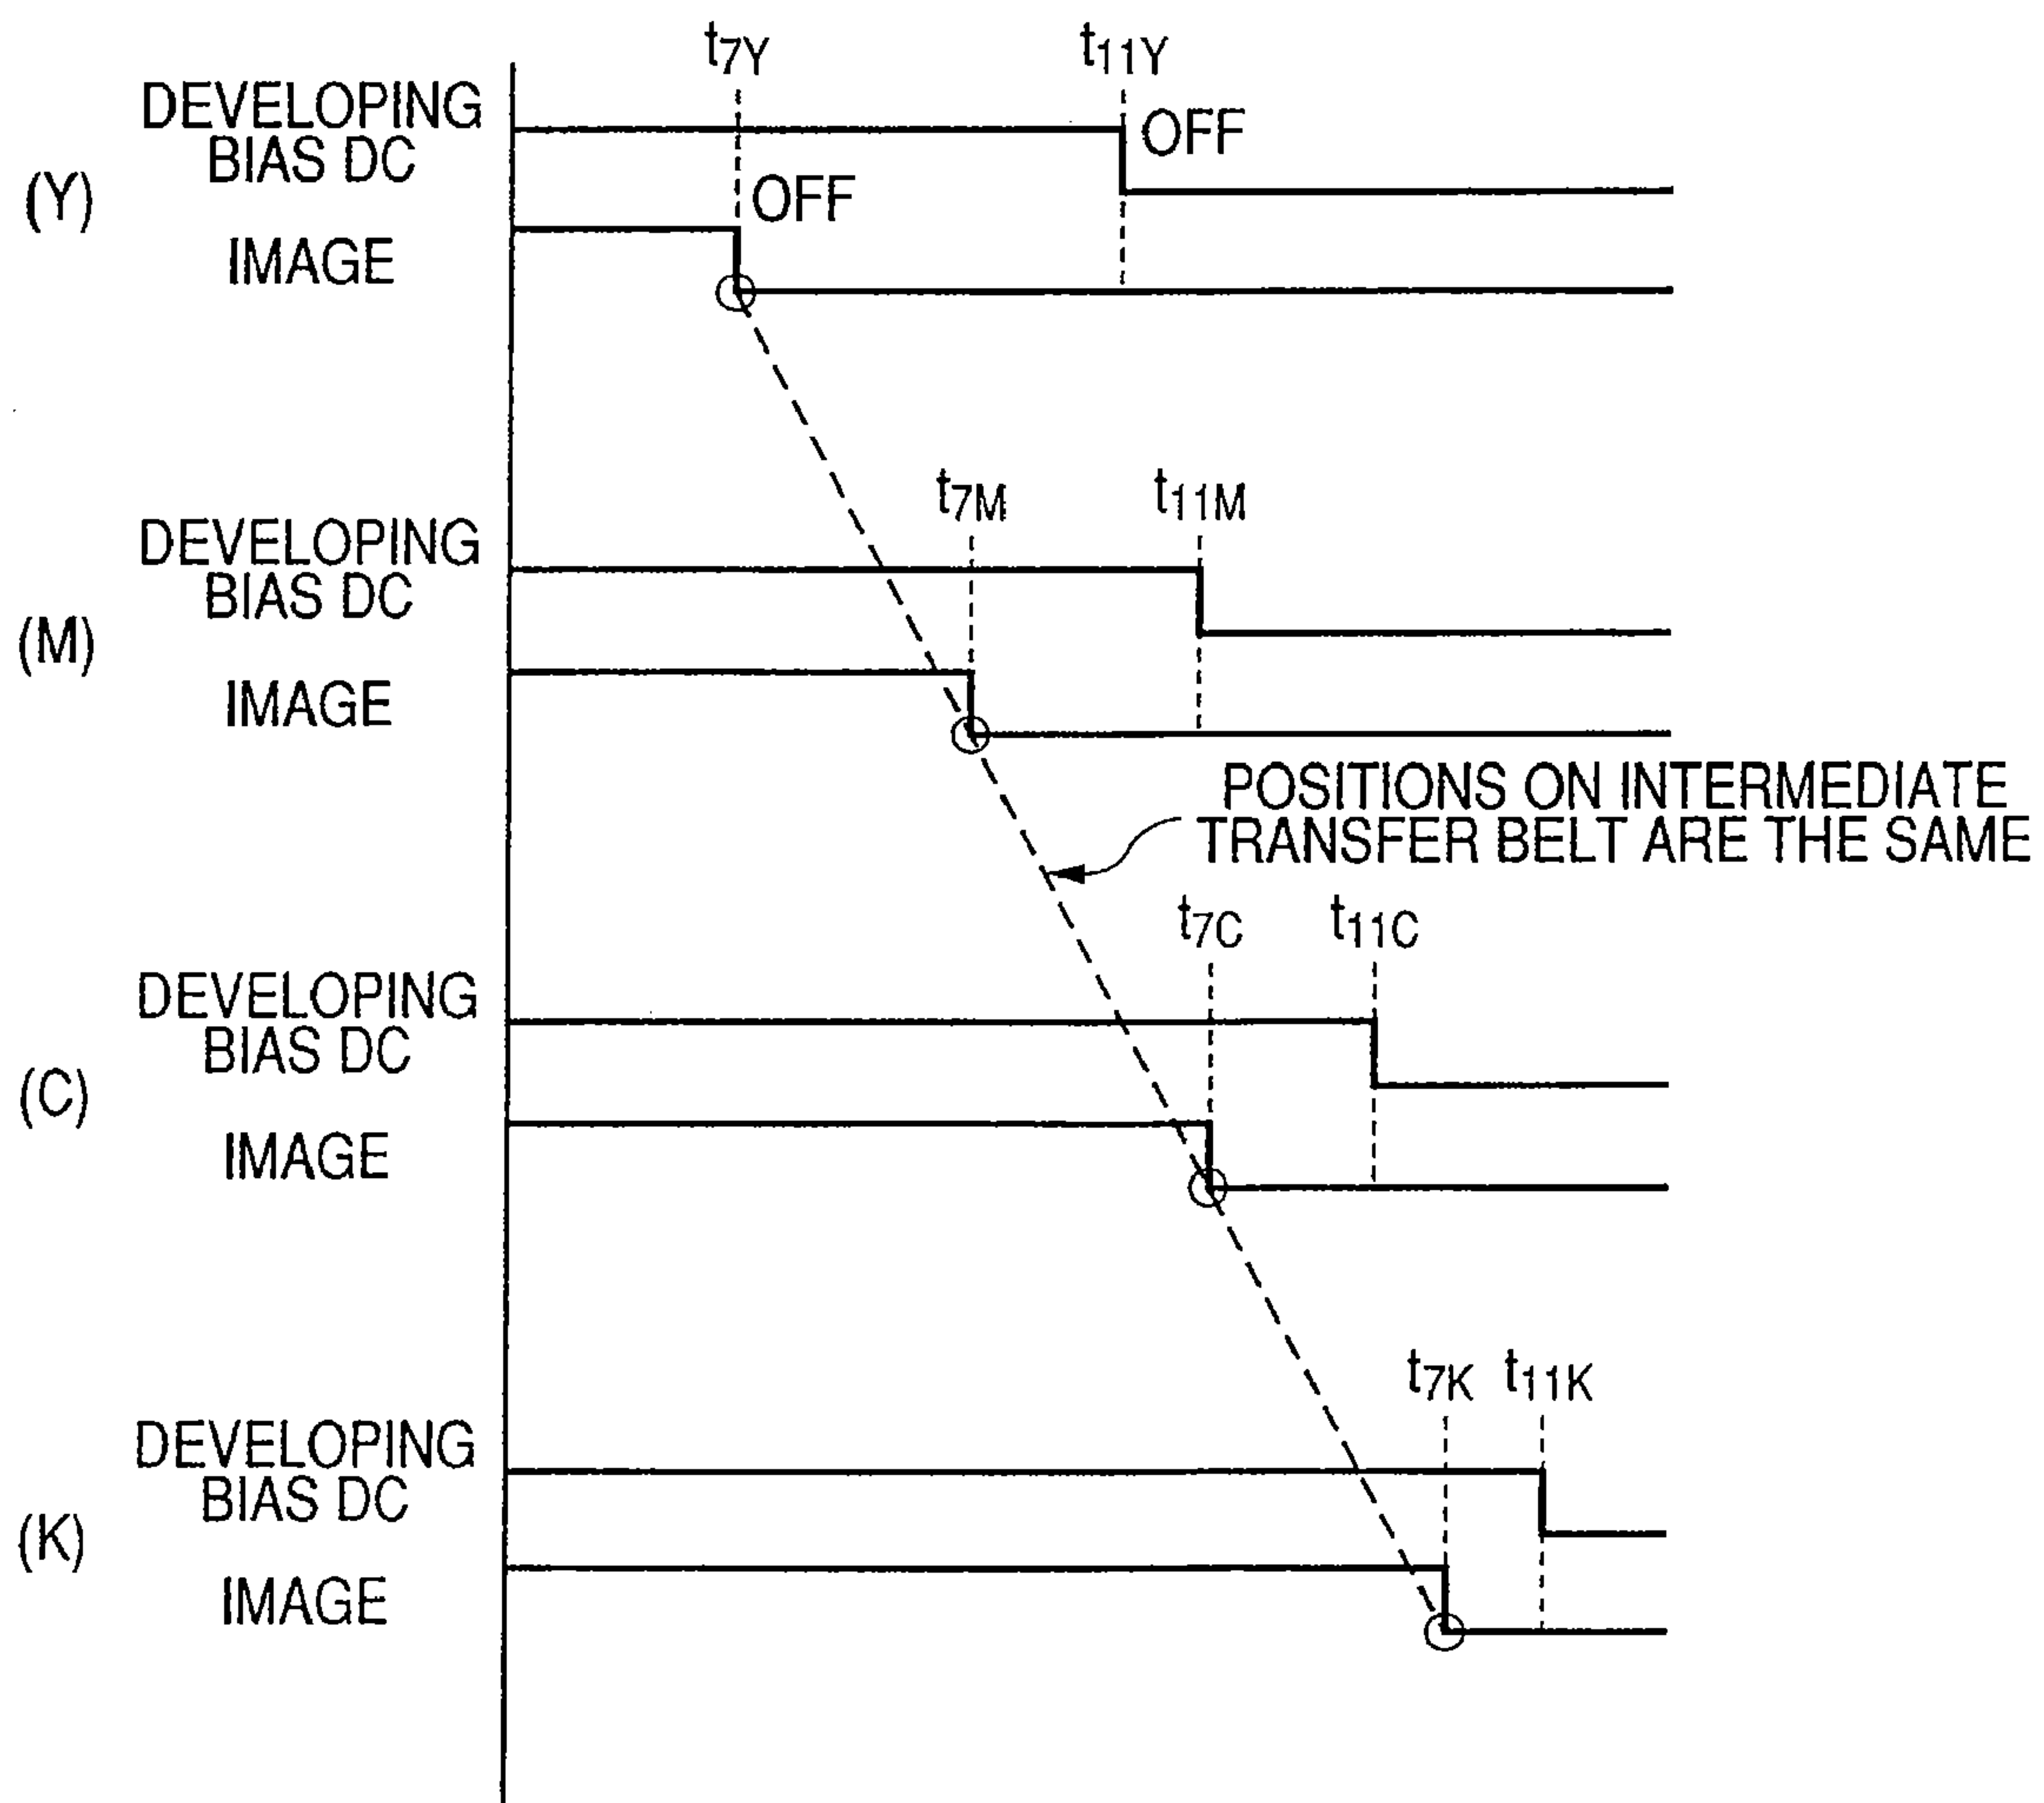 t7Y t11Y
DEVELOPING
BIAS DC
OFF
(Y)
OFF
IMAGE
t7M t11M
DEVELOPING
BIAS DC
(M)
IMAGE
POSITIONS ON INTERMEDIATE
TRANSFER BELT ARE THE SAME
t7C t11C
DEVELOPING
BIAS DC
(C)
IMAGE
t7K t11K
DEVELOPING
BIAS DC
(K)
IMAGE